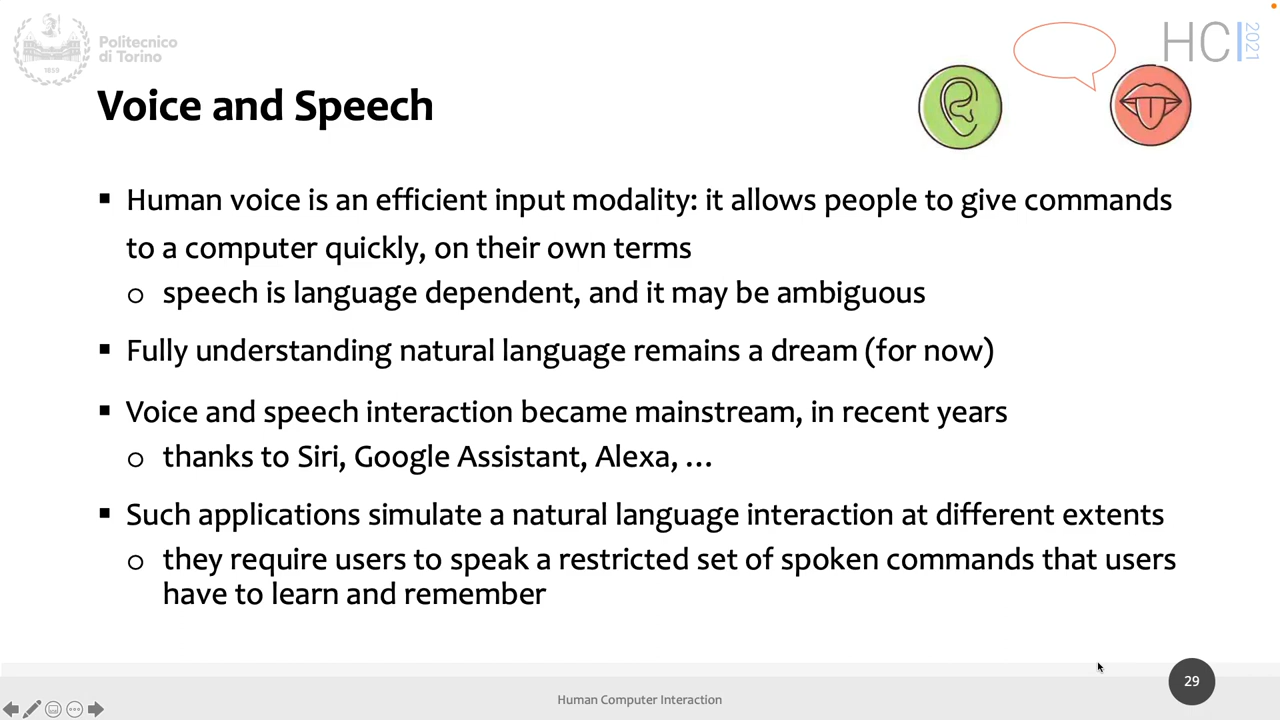 Politecnico
di Torino
1859
HCI 2021
Voice and Speech
▪ Human voice is an efficient input modality: it allows people to give commands
to a computer quickly, on their own terms
o speech is language dependent, and it may be ambiguous
▪ Fully understanding natural language remains a dream (for now)
▪ Voice and speech interaction became mainstream, in recent years
o thanks to Siri, Google Assistant, Alexa, …
▪ Such applications simulate a natural language interaction at different extents
o they require users to speak a restricted set of spoken commands that users
have to learn and remember
Human Computer Interaction
29